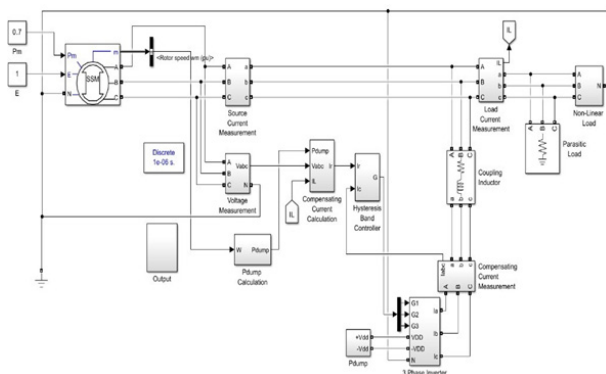 0.7
Pm
1
E
Pm
E
N
SSM
m
A
B
C
<Rotor speed wm (pu)>
A
B
C
a
b
c
Source
Current
Measurement
IL
A
B
C
IL
a
b
c
Load
Current
Measurement
A
B
C
N
Non-Linear
Load
A
B
C
Parasitic
Load
Discrete
1e-06 s.
A
B
C
Vabc
N
Voltage
Measurement
Pdump
Vabc
IL
Ir
Compensating
Current
Calculation
IL
Ir
Ic
G
Hysteresis
Band
Controller
A
B
C
a
b
c
Coupling
Inductor
Output
W
Pdump
Pdump
Calculation
Iabc
a
b
c
A
B
C
Compensating
Current
Measurement
+Vdd
-Vdd
Pdump
G1
G2
G3
VDD
-VDD
N
Ia
Ib
Ic
3 Phase Inverter